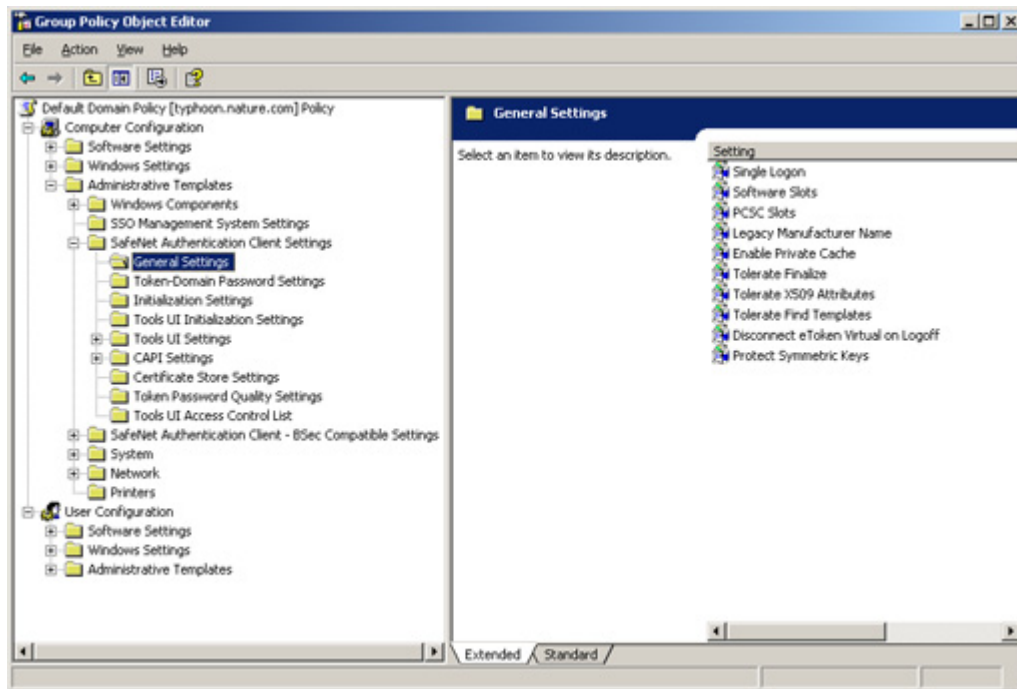 Group Policy Object Editor
File Action View Help
Default Domain Policy [typhoon.nature.com] Policy
Computer Configuration
Software Settings
Windows Settings
Administrative Templates
Windows Components
SSO Management System Settings
SafeNet Authentication Client Settings
General Settings
Token-Domain Password Settings
Initialization Settings
Tools UI Initialization Settings
Tools UI Settings
CAPI Settings
Certificate Store Settings
Token Password Quality Settings
Tools UI Access Control List
SafeNet Authentication Client - BSec Compatible Settings
System
Network
Printers
User Configuration
Software Settings
Windows Settings
Administrative Templates
General Settings
Select an item to view its description.
Setting
Single Logon
Software Slots
PCSC Slots
Legacy Manufacturer Name
Enable Private Cache
Tolerate Finalize
Tolerate X509 Attributes
Tolerate Find Templates
Disconnect eToken Virtual on Logoff
Protect Symmetric Keys
Extended Standard